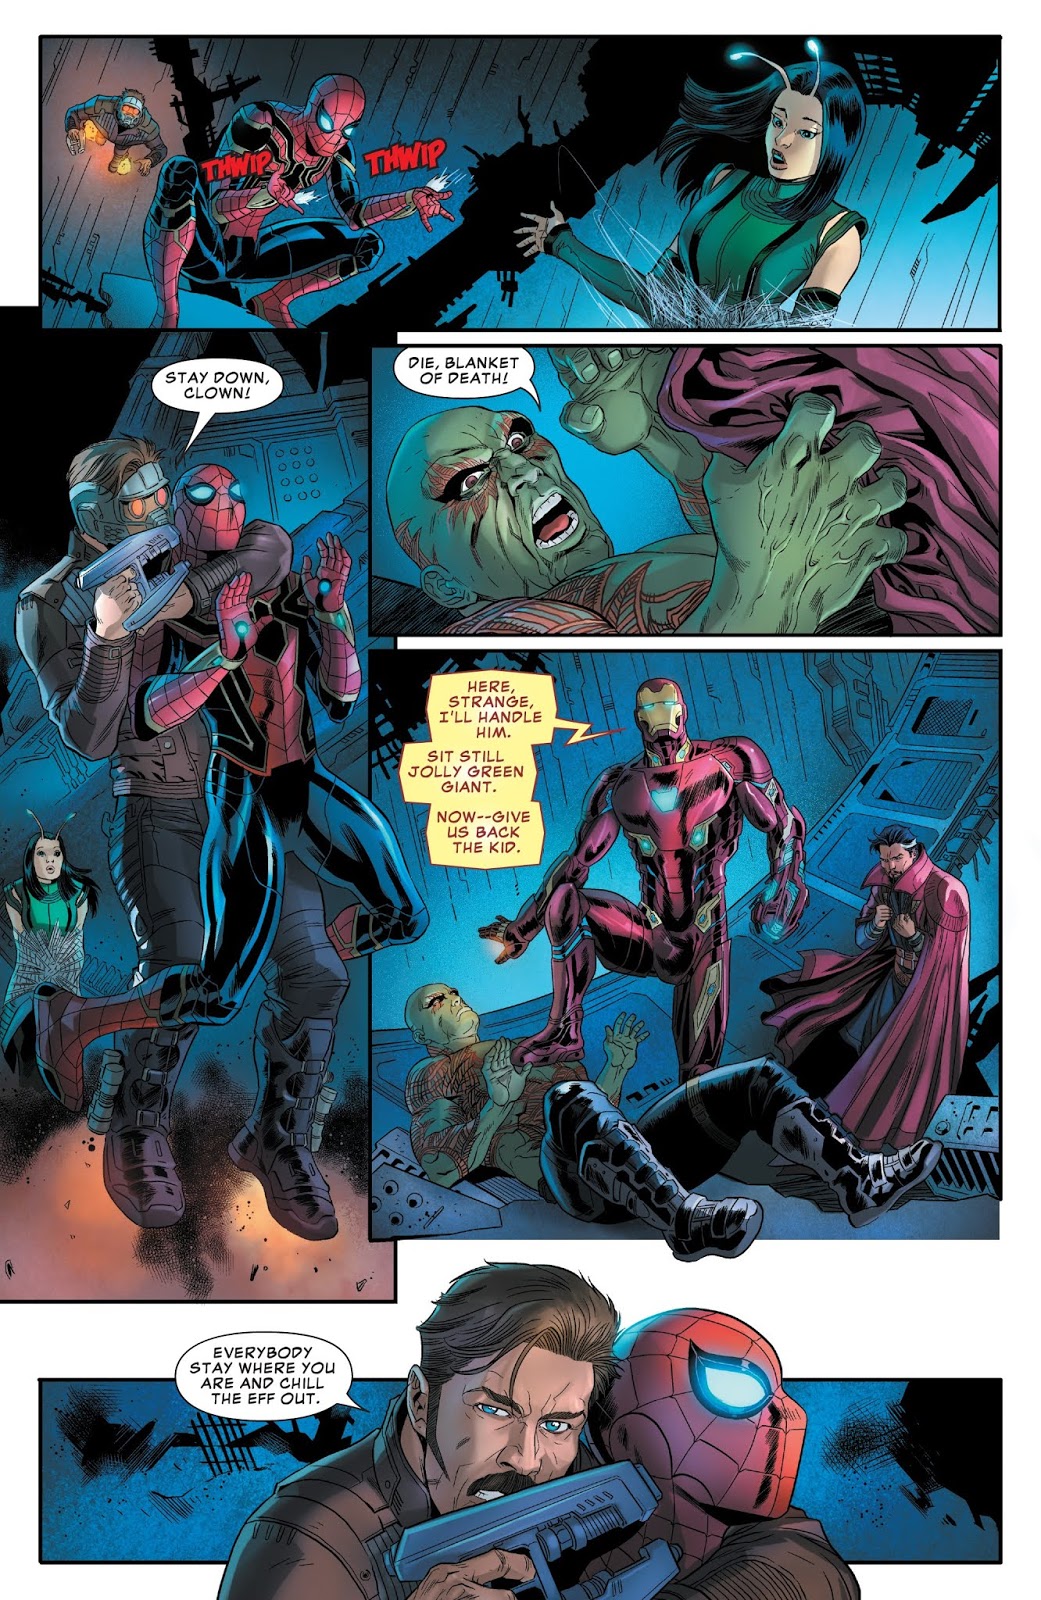 THWIP
THWIP
STAY DOWN,
CLOWN!
DIE, BLANKET
OF DEATH!
HERE,
STRANGE,
I'LL HANDLE
HIM.
SIT STILL
JOLLY GREEN
GIANT.
NOW--GIVE
US BACK
THE KID.
EVERYBODY
STAY WHERE YOU
ARE AND CHILL
THE EFF OUT.